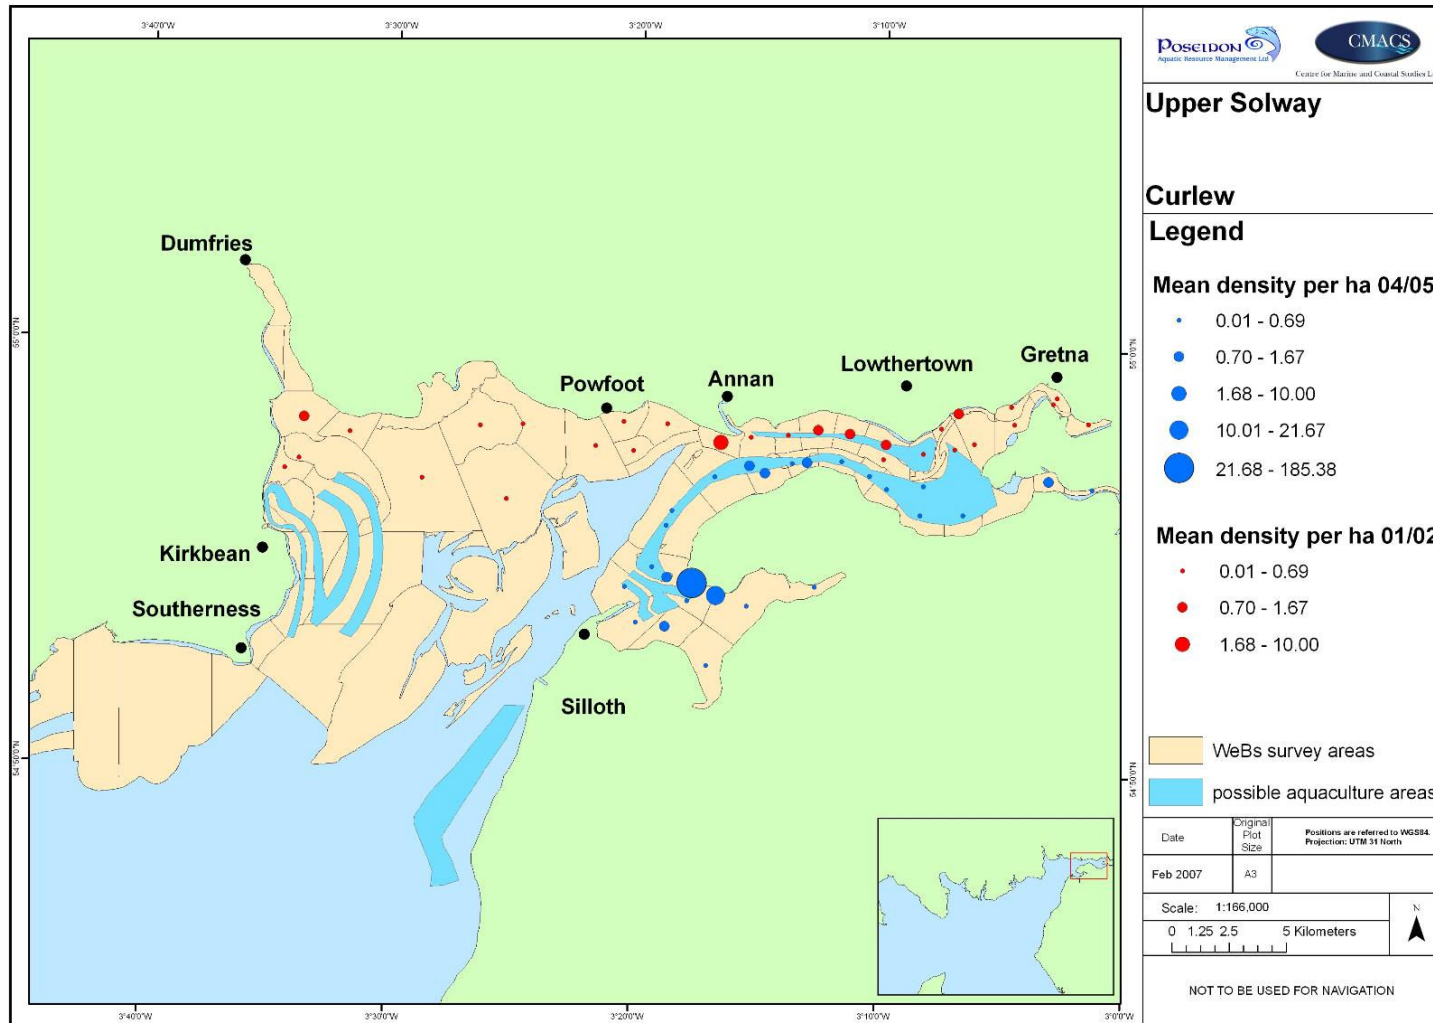 3°40'0"W 3°30'0"W 3°20'0"W 3°10'0"W
POSEIDON
Aquatic Resource Management Ltd
CMACS
Centre for Marine and Coastal Studies L
Upper Solway
Curlew
Legend
Mean density per ha 04/05
0.01 - 0.69
0.70 - 1.67
1.68 - 10.00
10.01 - 21.67
21.68 - 185.38
Mean density per ha 01/02
0.01 - 0.69
0.70 - 1.67
1.68 - 10.00
WeBs survey areas
possible aquaculture areas
Date
Original
Plot
Size
Positions are referred to WGS84.
Projection: UTM 31 North
Feb 2007
A3
Scale: 1:166,000
N
0 1.25 2.5 5 Kilometers
NOT TO BE USED FOR NAVIGATION
Dumfries
55°0'0"N
55°0'0"N
Gretna
Lowthertown
Annan
Powfoot
Kirkbean
Southerness
Silloth
54°50'0"N
54°50'0"N
3°40'0"W 3°30'0"W 3°20'0"W 3°10'0"W 3°0'0"W